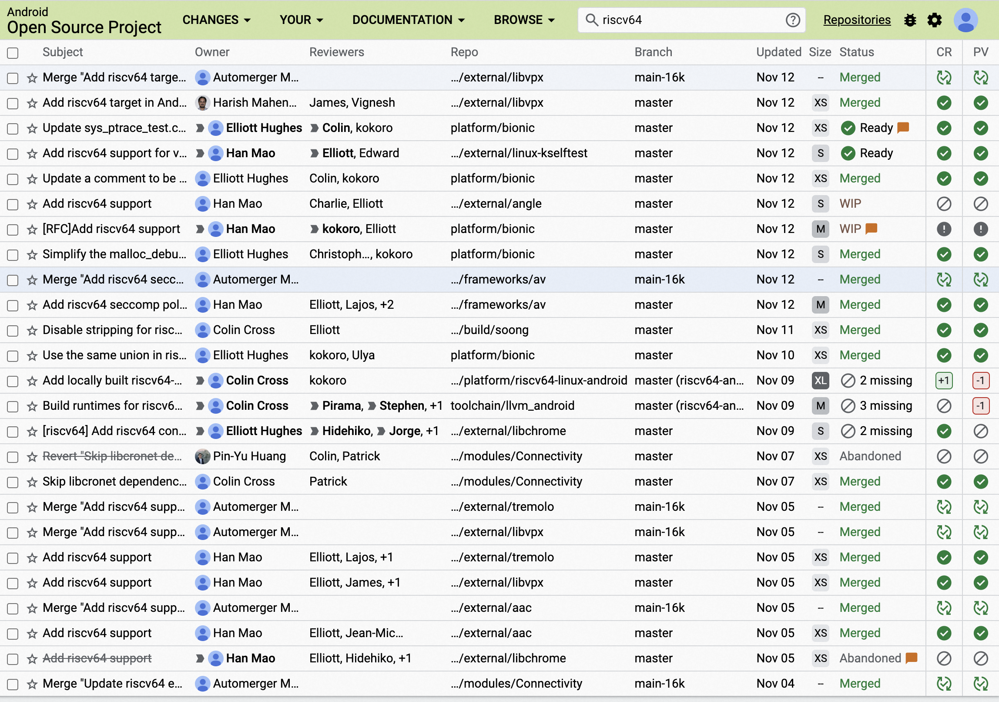 Android
Open Source Project CHANGES YOUR DOCUMENTATION BROWSE riscv64 Repositories
Subject Owner Reviewers Repo Branch Updated Size Status CR PV
Merge "Add riscv64 targe... Automerger M... .../external/libvpx main-16k Nov 12 -- Merged
Add riscv64 target in And... Harish Mahen... James, Vignesh .../external/libvpx master Nov 12 XS Merged
Update sys_ptrace_test.c... Elliott Hughes Colin, kokoro platform/bionic master Nov 12 XS Ready
Add riscv64 support for v... Han Mao Elliott, Edward .../external/linux-kselftest master Nov 12 S Ready
Update a comment to be ... Elliott Hughes Colin, kokoro platform/bionic master Nov 12 XS Merged
Add riscv64 support Han Mao Charlie, Elliott .../external/angle master Nov 12 S WIP
[RFC]Add riscv64 support Han Mao kokoro, Elliott platform/bionic master Nov 12 M WIP
Simplify the malloc_debu... Elliott Hughes Christoph..., kokoro platform/bionic master Nov 12 S Merged
Merge "Add riscv64 secc... Automerger M... .../frameworks/av main-16k Nov 12 -- Merged
Add riscv64 seccomp pol... Han Mao Elliott, Lajos, +2 .../frameworks/av master Nov 12 M Merged
Disable stripping for risc... Colin Cross Elliott .../build/soong master Nov 11 XS Merged
Use the same union in ris... Elliott Hughes kokoro, Ulya platform/bionic master Nov 10 XS Merged
Add locally built riscv64-... Colin Cross kokoro .../platform/riscv64-linux-android master (riscv64-an... Nov 09 XL 2 missing +1 -1
Build runtimes for riscv6... Colin Cross Pirama, Stephen, +1 toolchain/llvm_android master (riscv64-an... Nov 09 M 3 missing -1
[riscv64] Add riscv64 con... Elliott Hughes Hidehiko, Jorge, +1 .../external/libchrome master Nov 09 S 2 missing
Revert "Skip libcronet de... Pin-Yu Huang Colin, Patrick .../modules/Connectivity master Nov 07 XS Abandoned
Skip libcronet dependenc... Colin Cross Patrick .../modules/Connectivity master Nov 07 XS Merged
Merge "Add riscv64 supp... Automerger M... .../external/tremolo main-16k Nov 05 -- Merged
Merge "Add riscv64 supp... Automerger M... .../external/libvpx main-16k Nov 05 -- Merged
Add riscv64 support Han Mao Elliott, Lajos, +1 .../external/tremolo master Nov 05 XS Merged
Add riscv64 support Han Mao Elliott, James, +1 .../external/libvpx master Nov 05 XS Merged
Merge "Add riscv64 supp... Automerger M... .../external/aac main-16k Nov 05 -- Merged
Add riscv64 support Han Mao Elliott, Jean-Mic... .../external/aac master Nov 05 XS Merged
Add riscv64 support Han Mao Elliott, Hidehiko, +1 .../external/libchrome master Nov 05 XS Abandoned
Merge "Update riscv64 e... Automerger M... .../modules/Connectivity main-16k Nov 04 -- Merged